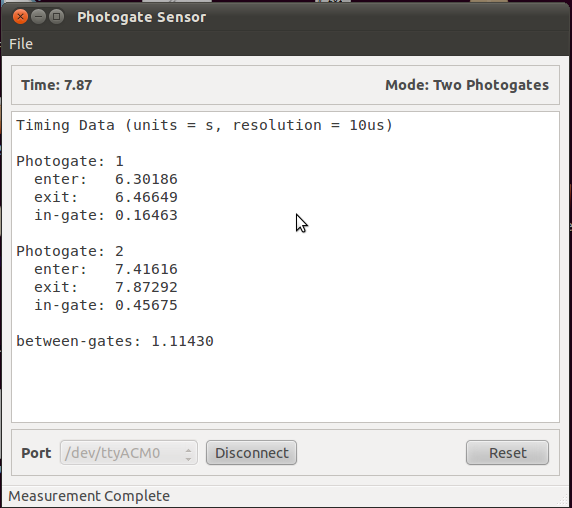 Photogate Sensor
File
Time: 7.87 Mode: Two Photogates
Timing Data (units = s, resolution = 10us)
Photogate: 1
enter: 6.30186
exit: 6.46649
in-gate: 0.16463
Photogate: 2
enter: 7.41616
exit: 7.87292
in-gate: 0.45675
between-gates: 1.11430
Port /dev/ttyACM0 Disconnect Reset
Measurement Complete